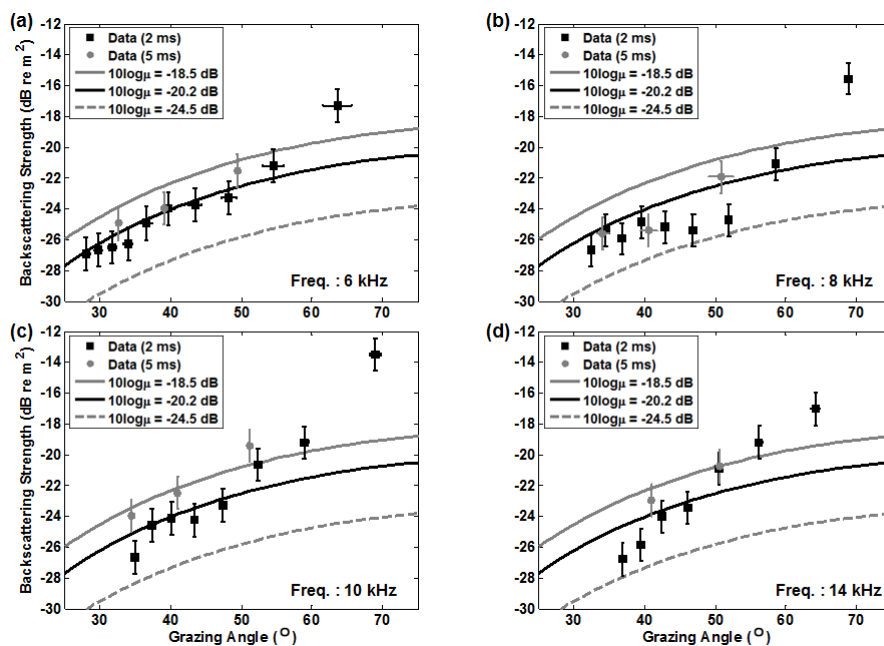 (a)
-12
-14
-16
-18
-20
-22
-24
-26
-28
-30
Backscattering Strength (dB re m²)
Data (2 ms)
Data (5 ms)
10logμ = -18.5 dB
10logμ = -20.2 dB
10logμ = -24.5 dB
Freq. : 6 kHz
30 40 50 60 70
(b)
-12
-14
-16
-18
-20
-22
-24
-26
-28
-30
Data (2 ms)
Data (5 ms)
10logμ = -18.5 dB
10logμ = -20.2 dB
10logμ = -24.5 dB
Freq. : 8 kHz
30 40 50 60 70
(c)
-12
-14
-16
-18
-20
-22
-24
-26
-28
-30
Backscattering Strength (dB re m²)
Data (2 ms)
Data (5 ms)
10logμ = -18.5 dB
10logμ = -20.2 dB
10logμ = -24.5 dB
Freq. : 10 kHz
30 40 50 60 70
Grazing Angle (°)
(d)
-12
-14
-16
-18
-20
-22
-24
-26
-28
-30
Data (2 ms)
Data (5 ms)
10logμ = -18.5 dB
10logμ = -20.2 dB
10logμ = -24.5 dB
Freq. : 14 kHz
30 40 50 60 70
Grazing Angle (°)